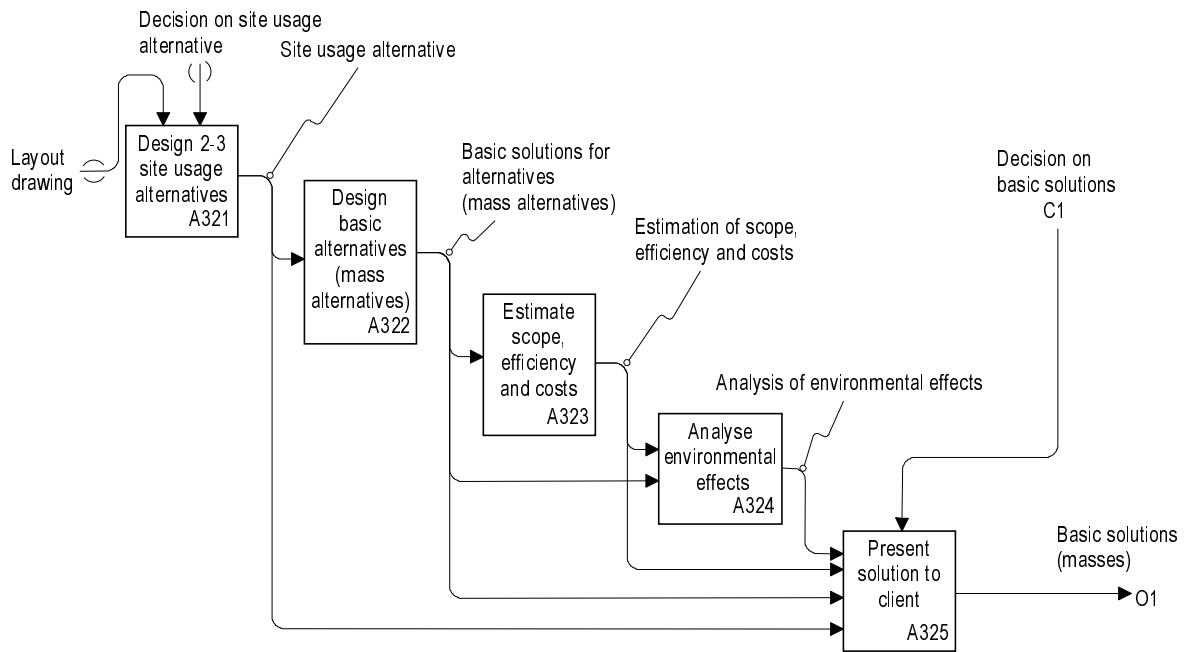 Decision on site usage
alternative
Site usage alternative
Layout
drawing
Design 2-3
site usage
alternatives
A321
Basic solutions for
alternatives
(mass alternatives)
Design
basic
alternatives
(mass
alternatives)
A322
Decision on
basic solutions
C1
Estimation of scope,
efficiency and costs
Estimate
scope,
efficiency
and costs
A323
Analysis of environmental effects
Analyse
environmental
effects
A324
Present
solution to
client
A325
Basic solutions
(masses)
O1